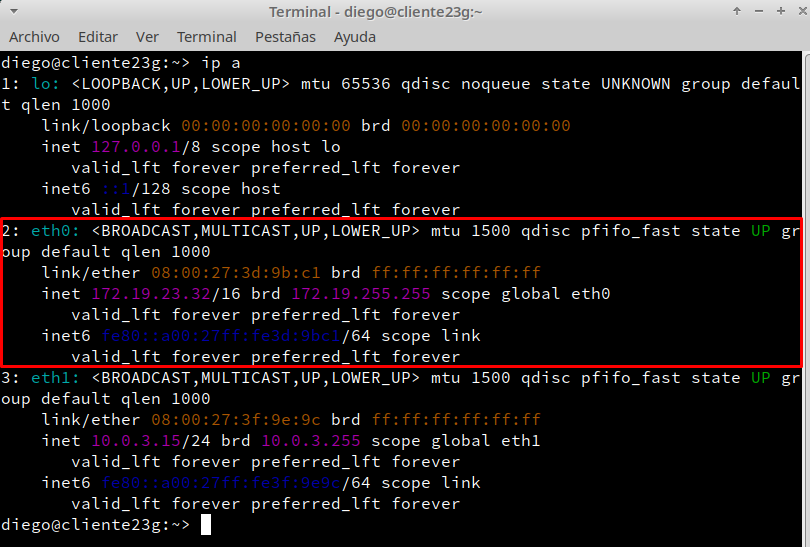 Terminal - diego@cliente23g:~
Archivo Editar Ver Terminal Pestañas Ayuda
diego@cliente23g:~> ip a
1: lo: <LOOPBACK,UP,LOWER_UP> mtu 65536 qdisc noqueue state UNKNOWN group defaul
t qlen 1000
    link/loopback 00:00:00:00:00:00 brd 00:00:00:00:00:00
    inet 127.0.0.1/8 scope host lo
       valid_lft forever preferred_lft forever
    inet6 ::1/128 scope host
       valid_lft forever preferred_lft forever
2: eth0: <BROADCAST,MULTICAST,UP,LOWER_UP> mtu 1500 qdisc pfifo_fast state UP gr
oup default qlen 1000
    link/ether 08:00:27:3d:9b:c1 brd ff:ff:ff:ff:ff:ff
    inet 172.19.23.32/16 brd 172.19.255.255 scope global eth0
       valid_lft forever preferred_lft forever
    inet6 fe80::a00:27ff:fe3d:9bc1/64 scope link
       valid_lft forever preferred_lft forever
3: eth1: <BROADCAST,MULTICAST,UP,LOWER_UP> mtu 1500 qdisc pfifo_fast state UP gr
oup default qlen 1000
    link/ether 08:00:27:3f:9e:9c brd ff:ff:ff:ff:ff:ff
    inet 10.0.3.15/24 brd 10.0.3.255 scope global eth1
       valid_lft forever preferred_lft forever
    inet6 fe80::a00:27ff:fe3f:9e9c/64 scope link
       valid_lft forever preferred_lft forever
diego@cliente23g:~>